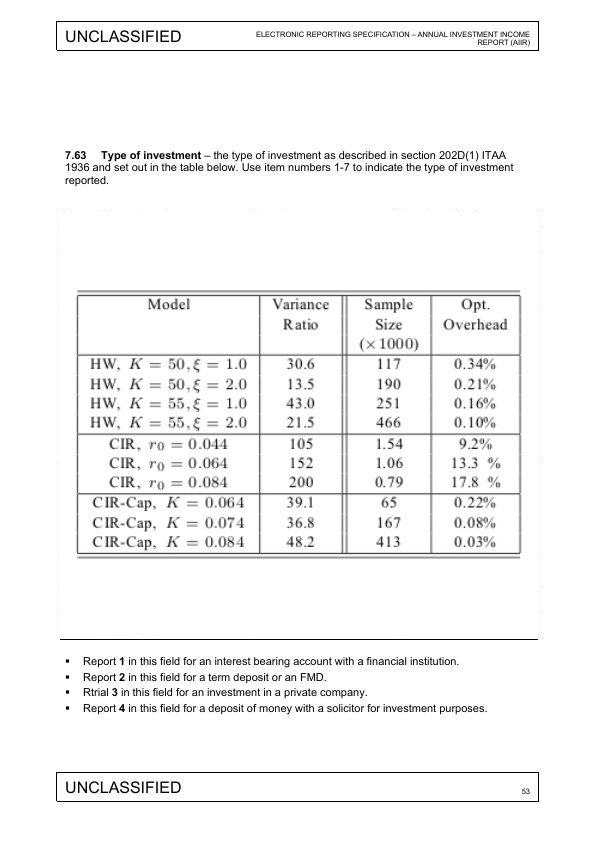 UNCLASSIFIED
ELECTRONIC REPORTING SPECIFICATION – ANNUAL INVESTMENT INCOME
REPORT (AIIR)
7.63 Type of investment – the type of investment as described in section 202D(1) ITAA
1936 and set out in the table below. Use item numbers 1-7 to indicate the type of investment
reported.
Model Variance Sample Opt.
Ratio Size Overhead
(×1000)
HW, K = 50, ξ = 1.0 30.6 117 0.34%
HW, K = 50, ξ = 2.0 13.5 190 0.21%
HW, K = 55, ξ = 1.0 43.0 251 0.16%
HW, K = 55, ξ = 2.0 21.5 466 0.10%
CIR, r₀ = 0.044 105 1.54 9.2%
CIR, r₀ = 0.064 152 1.06 13.3 %
CIR, r₀ = 0.084 200 0.79 17.8 %
CIR-Cap, K = 0.064 39.1 65 0.22%
CIR-Cap, K = 0.074 36.8 167 0.08%
CIR-Cap, K = 0.084 48.2 413 0.03%
▪ Report 1 in this field for an interest bearing account with a financial institution.
▪ Report 2 in this field for a term deposit or an FMD.
▪ Rtrial 3 in this field for an investment in a private company.
▪ Report 4 in this field for a deposit of money with a solicitor for investment purposes.
UNCLASSIFIED
53